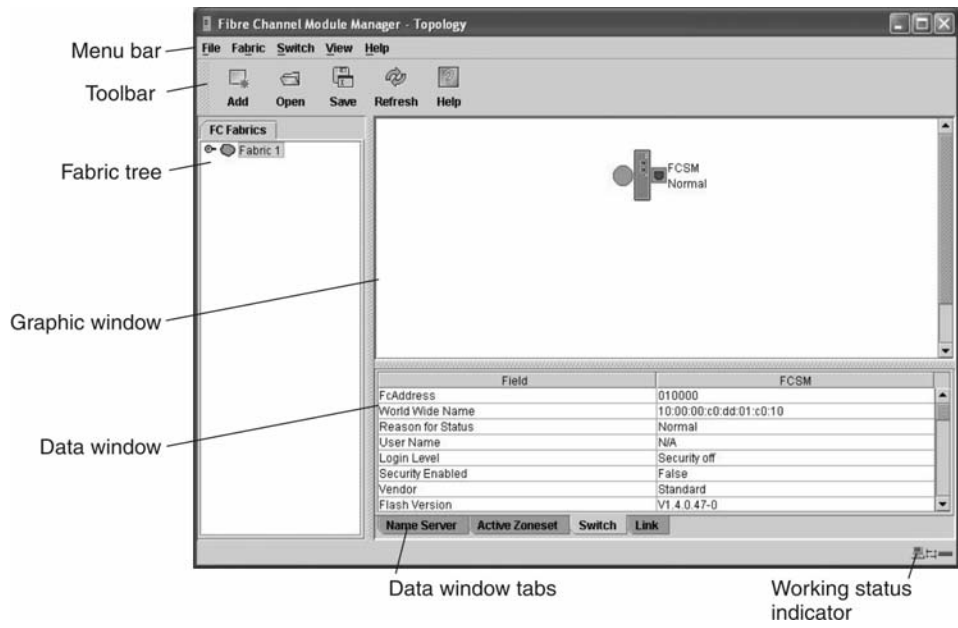 Fibre Channel Module Manager - Topology
Menu bar
File Fabric Switch View Help
Toolbar
Add Open Save Refresh Help
FC Fabrics
Fabric tree
Fabric 1
FCSM
Normal
Graphic window
Field FCSM
FcAddress 010000
World Wide Name 10:00:00:c0:dd:01:c0:10
Reason for Status Normal
User Name N/A
Data window
Login Level Security off
Security Enabled False
Vendor Standard
Flash Version V1.4.0.47-0
Name Server Active Zoneset Switch Link
Data window tabs
Working status
indicator